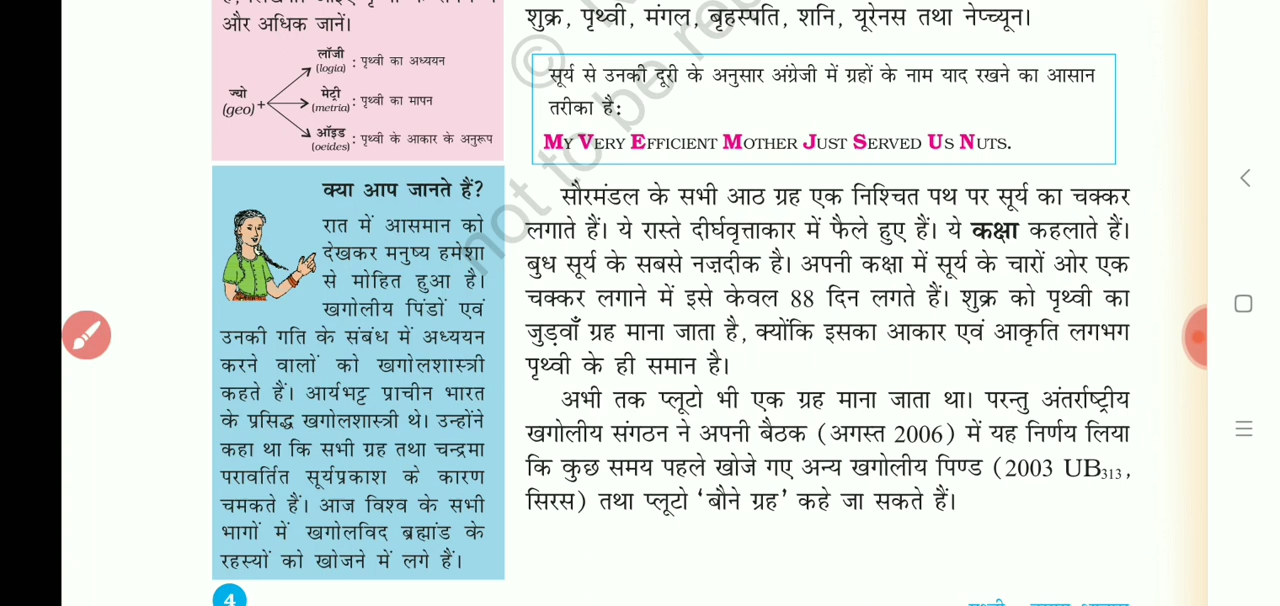 और अधिक जानें।
लॉजी
(logia) : पृथ्वी का अध्ययन
ज्यो
(geo) +
मेट्री
(metria) : पृथ्वी का मापन
ऑइड
(oeides) : पृथ्वी के आकार के अनुरूप
क्या आप जानते हैं?
रात में आसमान को
देखकर मनुष्य हमेशा
से मोहित हुआ है।
खगोलीय पिंडों एवं
उनकी गति के संबंध में अध्ययन
करने वालों को खगोलशास्त्री
कहते हैं। आर्यभट्ट प्राचीन भारत
के प्रसिद्ध खगोलशास्त्री थे। उन्होंने
कहा था कि सभी ग्रह तथा चन्द्रमा
परावर्तित सूर्यप्रकाश के कारण
चमकते हैं। आज विश्व के सभी
भागों में खगोलविद ब्रह्मांड के
रहस्यों को खोजने में लगे हैं।
4
शुक्र, पृथ्वी, मंगल, बृहस्पति, शनि, यूरेनस तथा नेप्च्यून।
सूर्य से उनकी दूरी के अनुसार अंग्रेजी में ग्रहों के नाम याद रखने का आसान
तरीका है:
MY VERY EFFICIENT MOTHER JUST SERVED US NUTS.
सौरमंडल के सभी आठ ग्रह एक निश्चित पथ पर सूर्य का चक्कर
लगाते हैं। ये रास्ते दीर्घवृत्ताकार में फैले हुए हैं। ये कक्षा कहलाते हैं।
बुध सूर्य के सबसे नज़दीक है। अपनी कक्षा में सूर्य के चारों ओर एक
चक्कर लगाने में इसे केवल 88 दिन लगते हैं। शुक्र को पृथ्वी का
जुड़वाँ ग्रह माना जाता है, क्योंकि इसका आकार एवं आकृति लगभग
पृथ्वी के ही समान है।
अभी तक प्लूटो भी एक ग्रह माना जाता था। परन्तु अंतर्राष्ट्रीय
खगोलीय संगठन ने अपनी बैठक (अगस्त 2006) में यह निर्णय लिया
कि कुछ समय पहले खोजे गए अन्य खगोलीय पिण्ड (2003 UB313,
सिरस) तथा प्लूटो ‘बौने ग्रह’ कहे जा सकते हैं।
not to be re